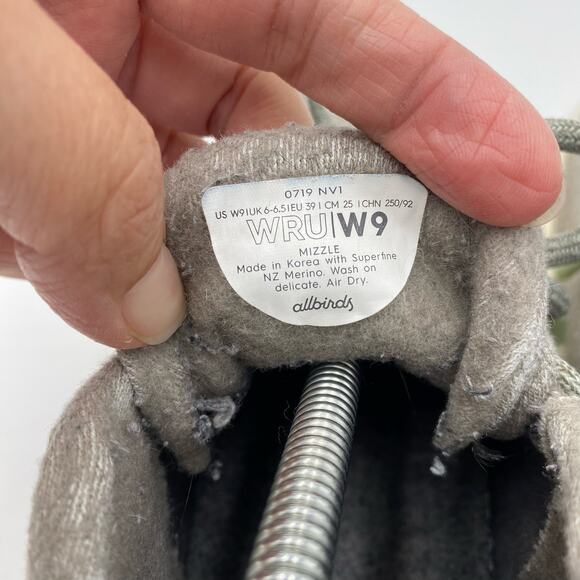 0719 NV1
US W9 | UK 6-6.5 | EU 39 | CM 25 | CHN 250/92
WRU|W9
MIZZLE
Made in Korea with Superfine
NZ Merino. Wash on
delicate. Air Dry.
allbirds